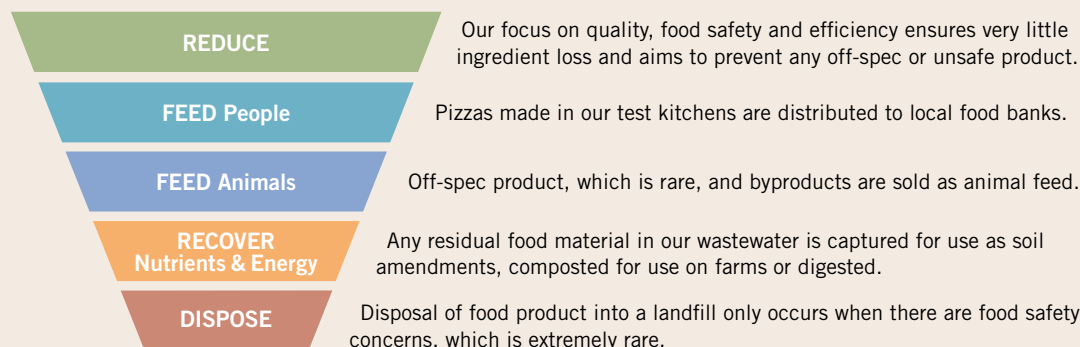 REDUCE
Our focus on quality, food safety and efficiency ensures very little
ingredient loss and aims to prevent any off-spec or unsafe product.
FEED People
Pizzas made in our test kitchens are distributed to local food banks.
FEED Animals
Off-spec product, which is rare, and byproducts are sold as animal feed.
RECOVER
Nutrients & Energy
Any residual food material in our wastewater is captured for use as soil
amendments, composted for use on farms or digested.
DISPOSE
Disposal of food product into a landfill only occurs when there are food safety
concerns, which is extremely rare.